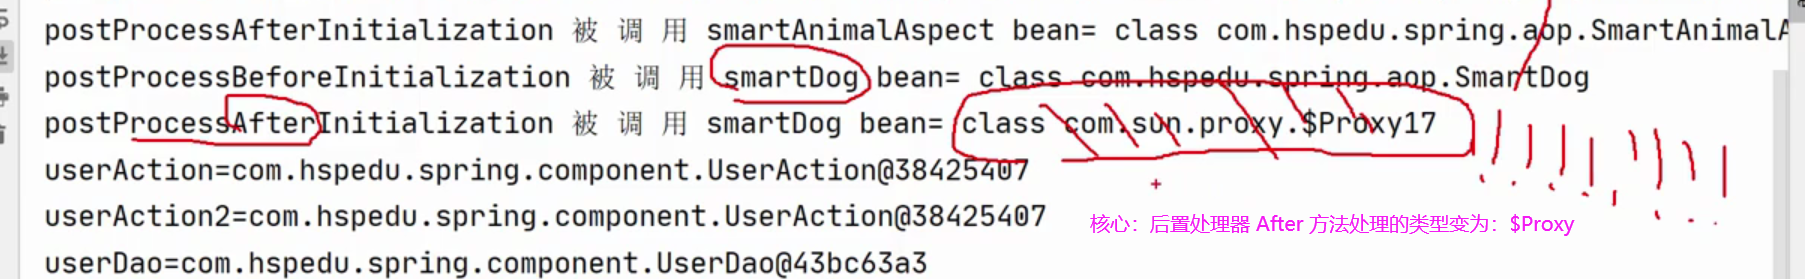 postProcessAfterInitialization 被 调 用 smartAnimalAspect bean= class com.hspedu.spring.aop.SmartAnimalA
postProcessBeforeInitialization 被 调 用 smartDog bean= class com.hspedu.spring.aop.SmartDog
postProcessAfterInitialization 被 调 用 smartDog bean= class com.sun.proxy.$Proxy17
userAction=com.hspedu.spring.component.UserAction@38425407
userAction2=com.hspedu.spring.component.UserAction@38425407
核心：后置处理器 After 方法处理的类型变为：$Proxy
userDao=com.hspedu.spring.component.UserDao@43bc63a3